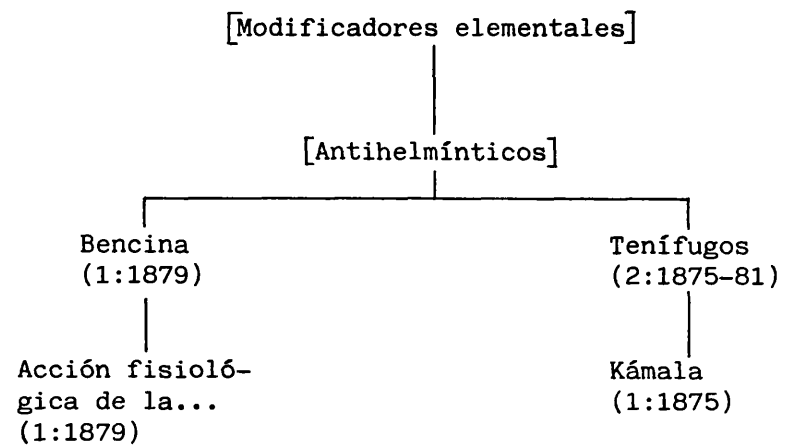 [Modificadores elementales]
[Antihelmínticos]
Bencina
(1:1879)
Tenífugos
(2:1875-81)
Acción fisioló-
gica de la...
(1:1879)
Kámala
(1:1875)